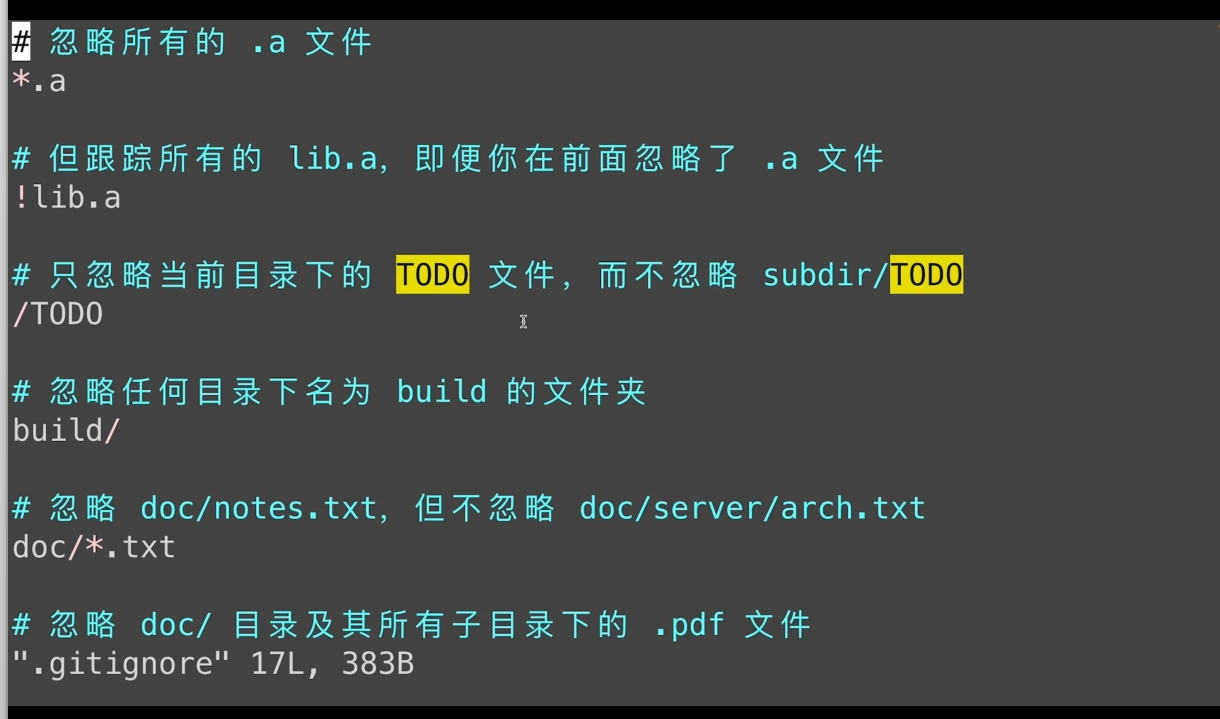 # 忽略所有的 .a 文件
*.a
# 但跟踪所有的 lib.a，即便你在前面忽略了 .a 文件
!lib.a
# 只忽略当前目录下的 TODO 文件，而不忽略 subdir/TODO
/TODO
# 忽略任何目录下名为 build 的文件夹
build/
# 忽略 doc/notes.txt，但不忽略 doc/server/arch.txt
doc/*.txt
# 忽略 doc/ 目录及其所有子目录下的 .pdf 文件
".gitignore" 17L, 383B